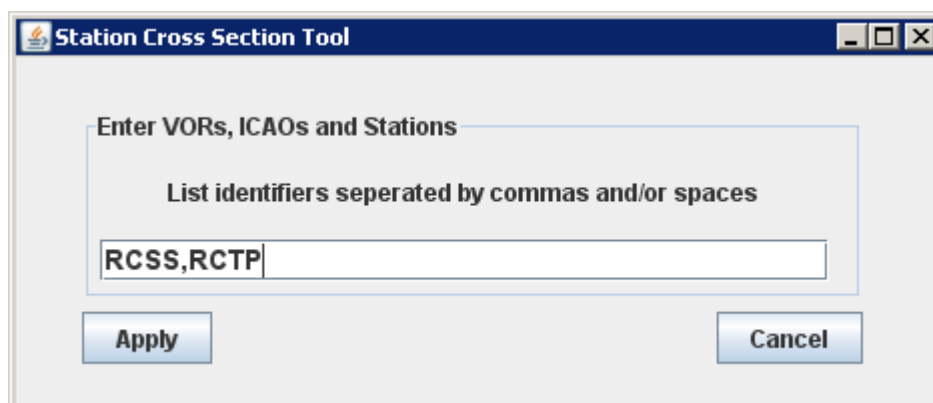 Station Cross Section Tool
Enter VORs, ICAOs and Stations
List identifiers seperated by commas and/or spaces
RCSS,RCTP
Apply Cancel